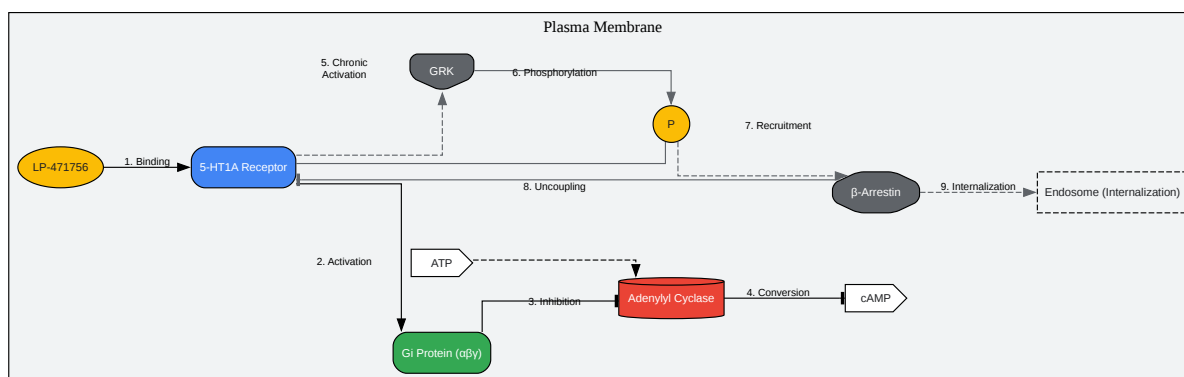 Plasma Membrane
5. Chronic
Activation
GRK
6. Phosphorylation
P
7. Recruitment
LP-471756
1. Binding
5-HT1A Receptor
8. Uncoupling
β-Arrestin
9. Internalization
Endosome (Internalization)
2. Activation
ATP
3. Inhibition
Adenylyl Cyclase
4. Conversion
cAMP
Gi Protein (αβγ)